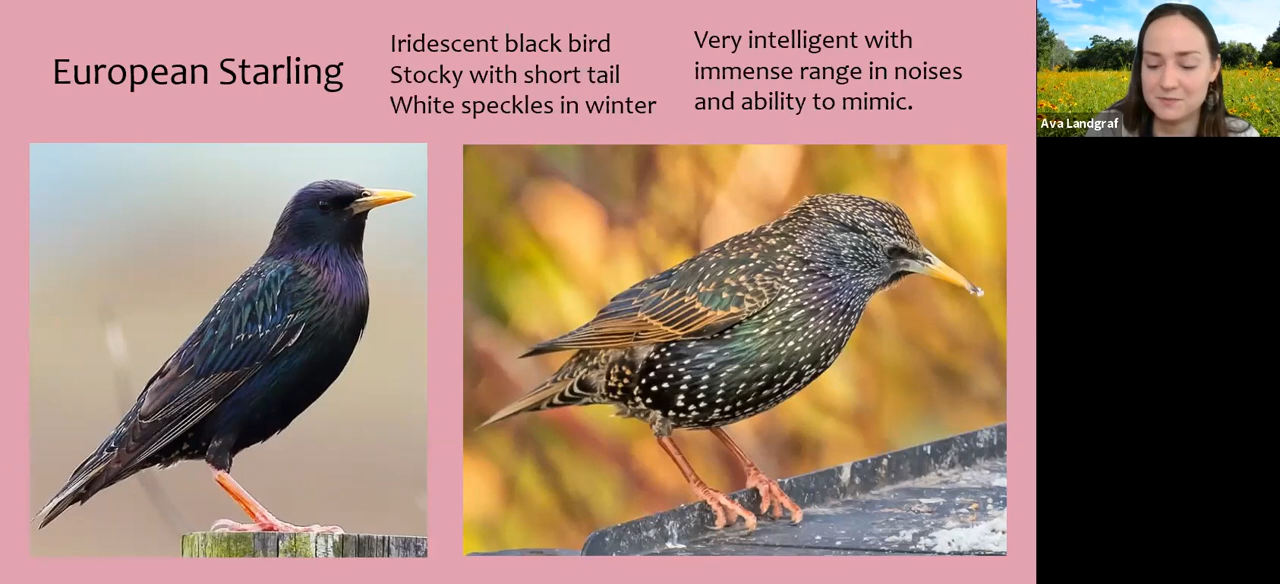 European Starling
Iridescent black bird
Stocky with short tail
White speckles in winter
Very intelligent with
immense range in noises
and ability to mimic.
Ava Landgraf